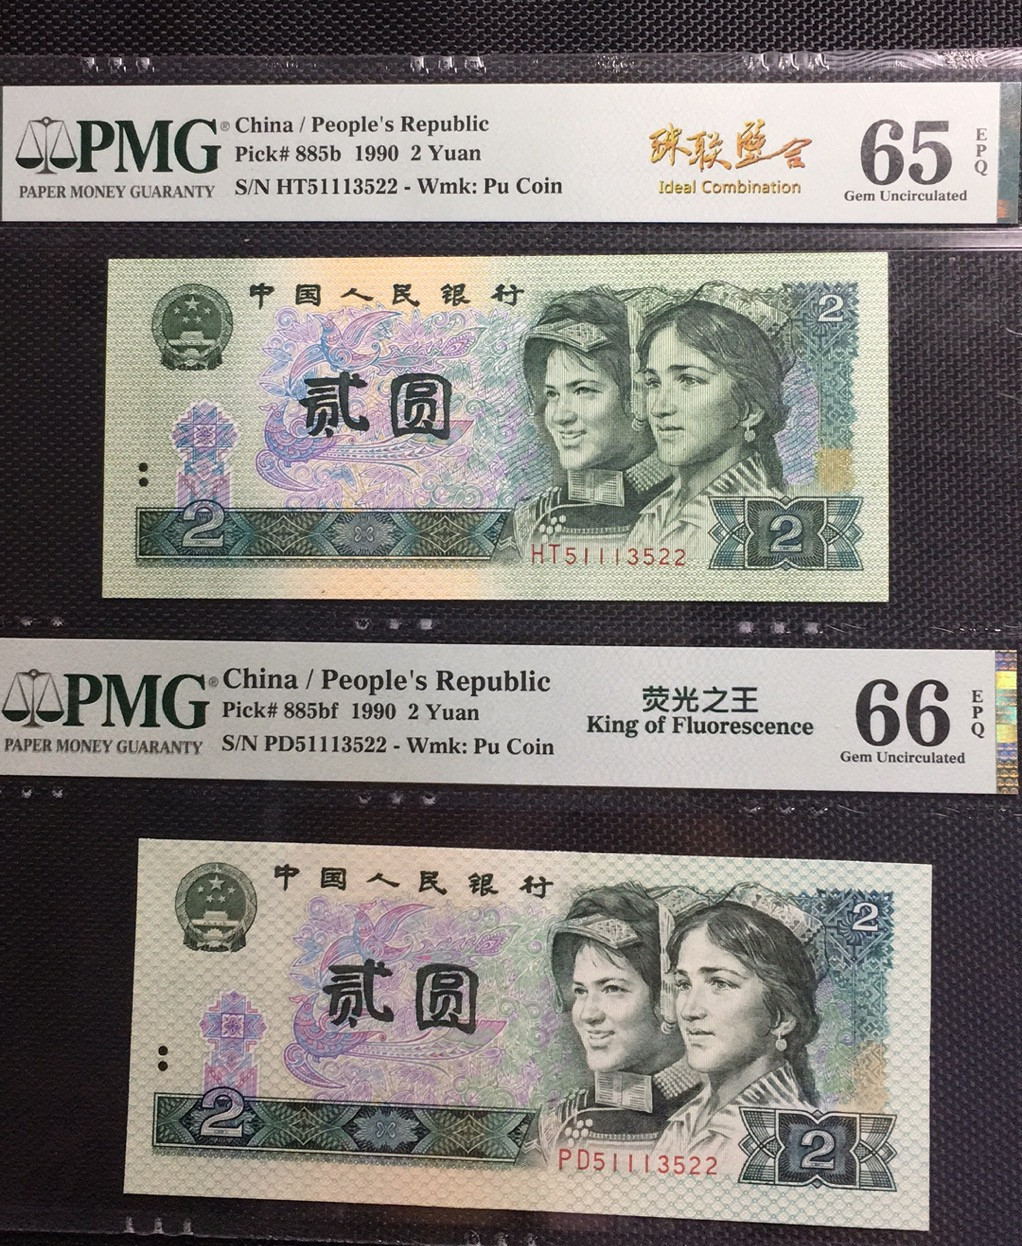 PMG® China / People's Republic
Pick# 885b 1990 2 Yuan
PAPER MONEY GUARANTY S/N HT51113522 - Wmk: Pu Coin
珠联璧合
Ideal Combination
65 EPQ
Gem Uncirculated
中国人民银行
2
贰圆
2
2
HT51113522
PMG® China / People's Republic
Pick# 885bf 1990 2 Yuan
PAPER MONEY GUARANTY S/N PD51113522 - Wmk: Pu Coin
荧光之王
King of Fluorescence
66 EPQ
Gem Uncirculated
中国人民银行
2
贰圆
2
2
PD51113522